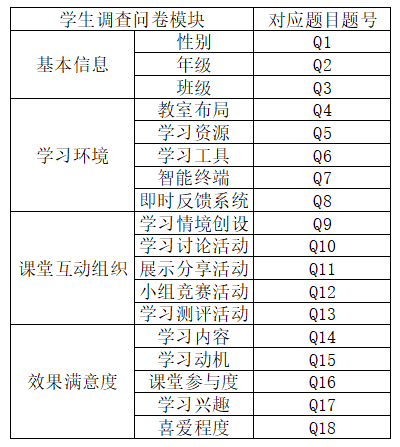 学生调查问卷模块 对应题目题号
基本信息 性别 Q1
年级 Q2
班级 Q3
学习环境 教室布局 Q4
学习资源 Q5
学习工具 Q6
智能终端 Q7
即时反馈系统 Q8
课堂互动组织 学习情境创设 Q9
学习讨论活动 Q10
展示分享活动 Q11
小组竞赛活动 Q12
学习测评活动 Q13
效果满意度 学习内容 Q14
学习动机 Q15
课堂参与度 Q16
学习兴趣 Q17
喜爱程度 Q18